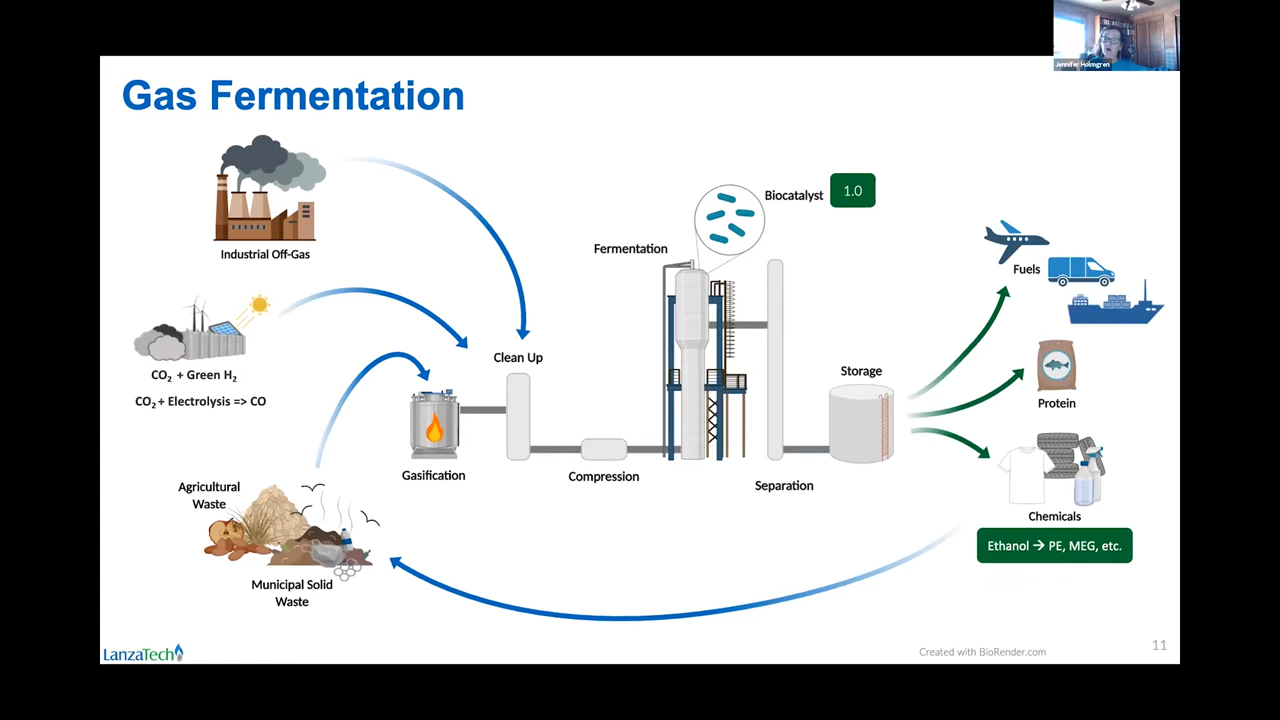 Jennifer Holmgren
Gas Fermentation
Biocatalyst
1.0
Fermentation
Industrial Off-Gas
Fuels
Clean Up
CO₂ + Green H₂
CO₂ + Electrolysis => CO
Storage
Protein
Gasification
Compression
Separation
Agricultural
Waste
Chemicals
Ethanol → PE, MEG, etc.
Municipal Solid
Waste
LanzaTech
Created with BioRender.com
11